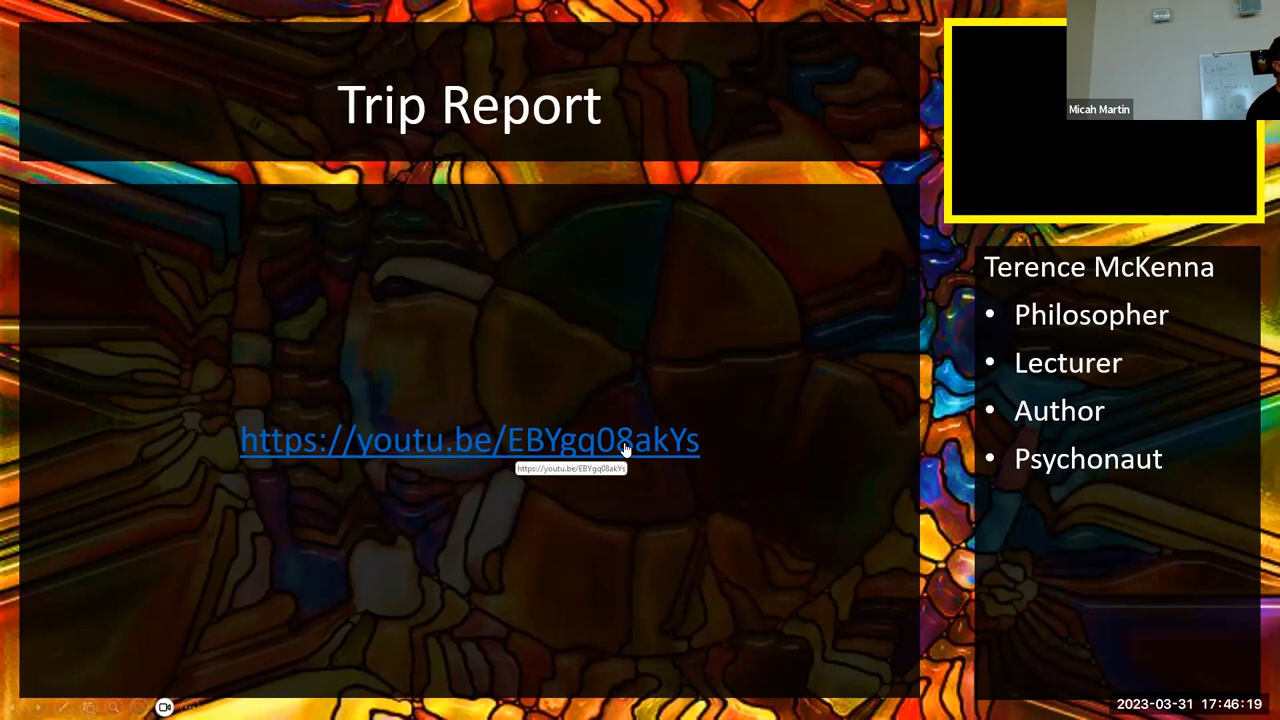 Trip Report
Micah Martin
Terence McKenna
• Philosopher
• Lecturer
• Author
• Psychonaut
https://youtu.be/EBYgq08akYs
https://youtu.be/EBYgq08akYs
2023-03-31 17:46:19